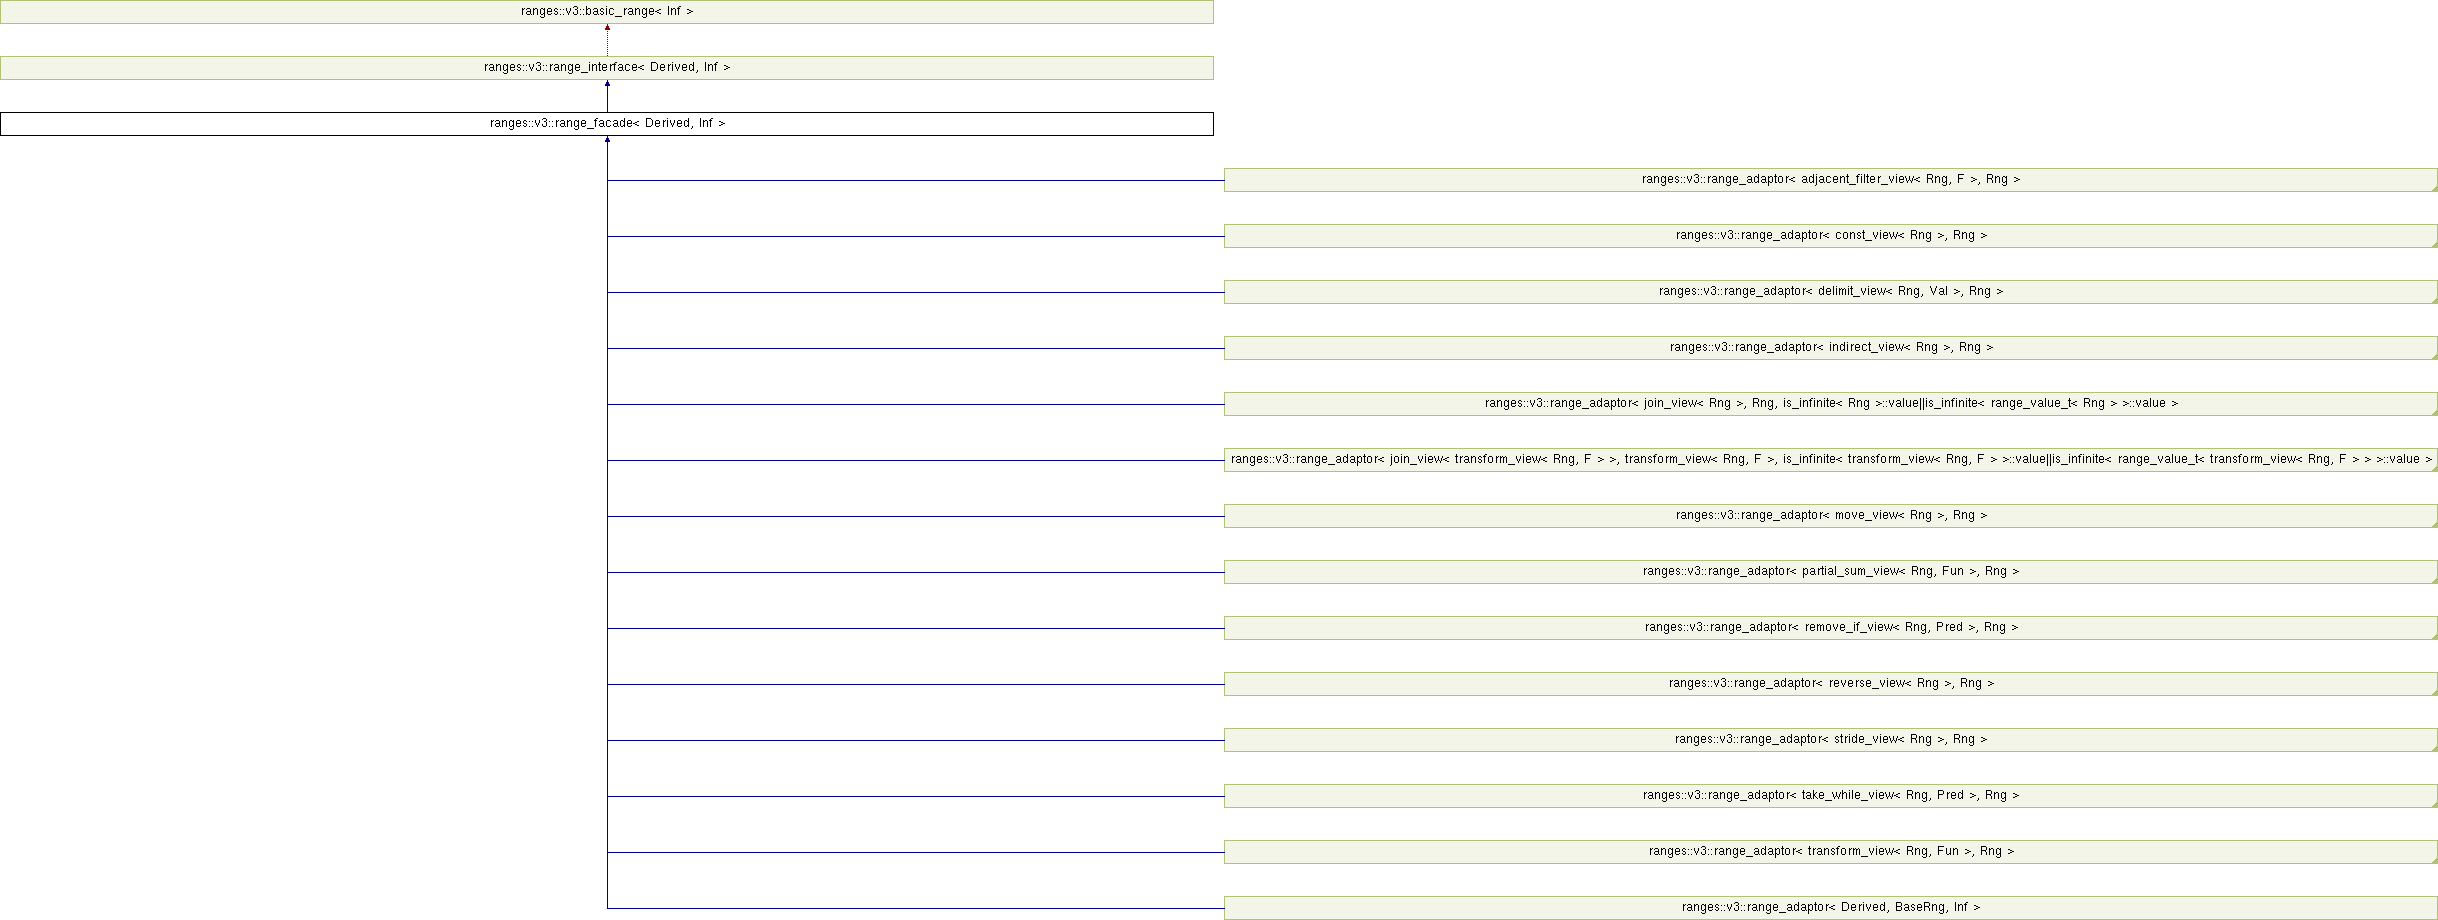 ranges::v3::basic_range< Inf >
ranges::v3::range_interface< Derived, Inf >
ranges::v3::range_facade< Derived, Inf >
ranges::v3::range_adaptor< adjacent_filter_view< Rng, F >, Rng >
ranges::v3::range_adaptor< const_view< Rng >, Rng >
ranges::v3::range_adaptor< delimit_view< Rng, Val >, Rng >
ranges::v3::range_adaptor< indirect_view< Rng >, Rng >
ranges::v3::range_adaptor< join_view< Rng >, Rng, is_infinite< Rng >::value||is_infinite< range_value_t< Rng > >::value >
ranges::v3::range_adaptor< join_view< transform_view< Rng, F > >, transform_view< Rng, F >, is_infinite< transform_view< Rng, F > >::value||is_infinite< range_value_t< transform_view< Rng, F > > >::value >
ranges::v3::range_adaptor< move_view< Rng >, Rng >
ranges::v3::range_adaptor< partial_sum_view< Rng, Fun >, Rng >
ranges::v3::range_adaptor< remove_if_view< Rng, Pred >, Rng >
ranges::v3::range_adaptor< reverse_view< Rng >, Rng >
ranges::v3::range_adaptor< stride_view< Rng >, Rng >
ranges::v3::range_adaptor< take_while_view< Rng, Pred >, Rng >
ranges::v3::range_adaptor< transform_view< Rng, Fun >, Rng >
ranges::v3::range_adaptor< Derived, BaseRng, Inf >